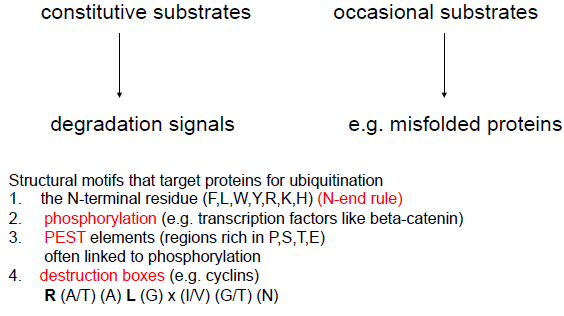 constitutive substrates
occasional substrates
degradation signals
e.g. misfolded proteins
Structural motifs that target proteins for ubiquitination
1. the N-terminal residue (F,L,W,Y,R,K,H) (N-end rule)
2. phosphorylation (e.g. transcription factors like beta-catenin)
3. PEST elements (regions rich in P,S,T,E)
often linked to phosphorylation
4. destruction boxes (e.g. cyclins)
R (A/T) (A) L (G) x (I/V) (G/T) (N)